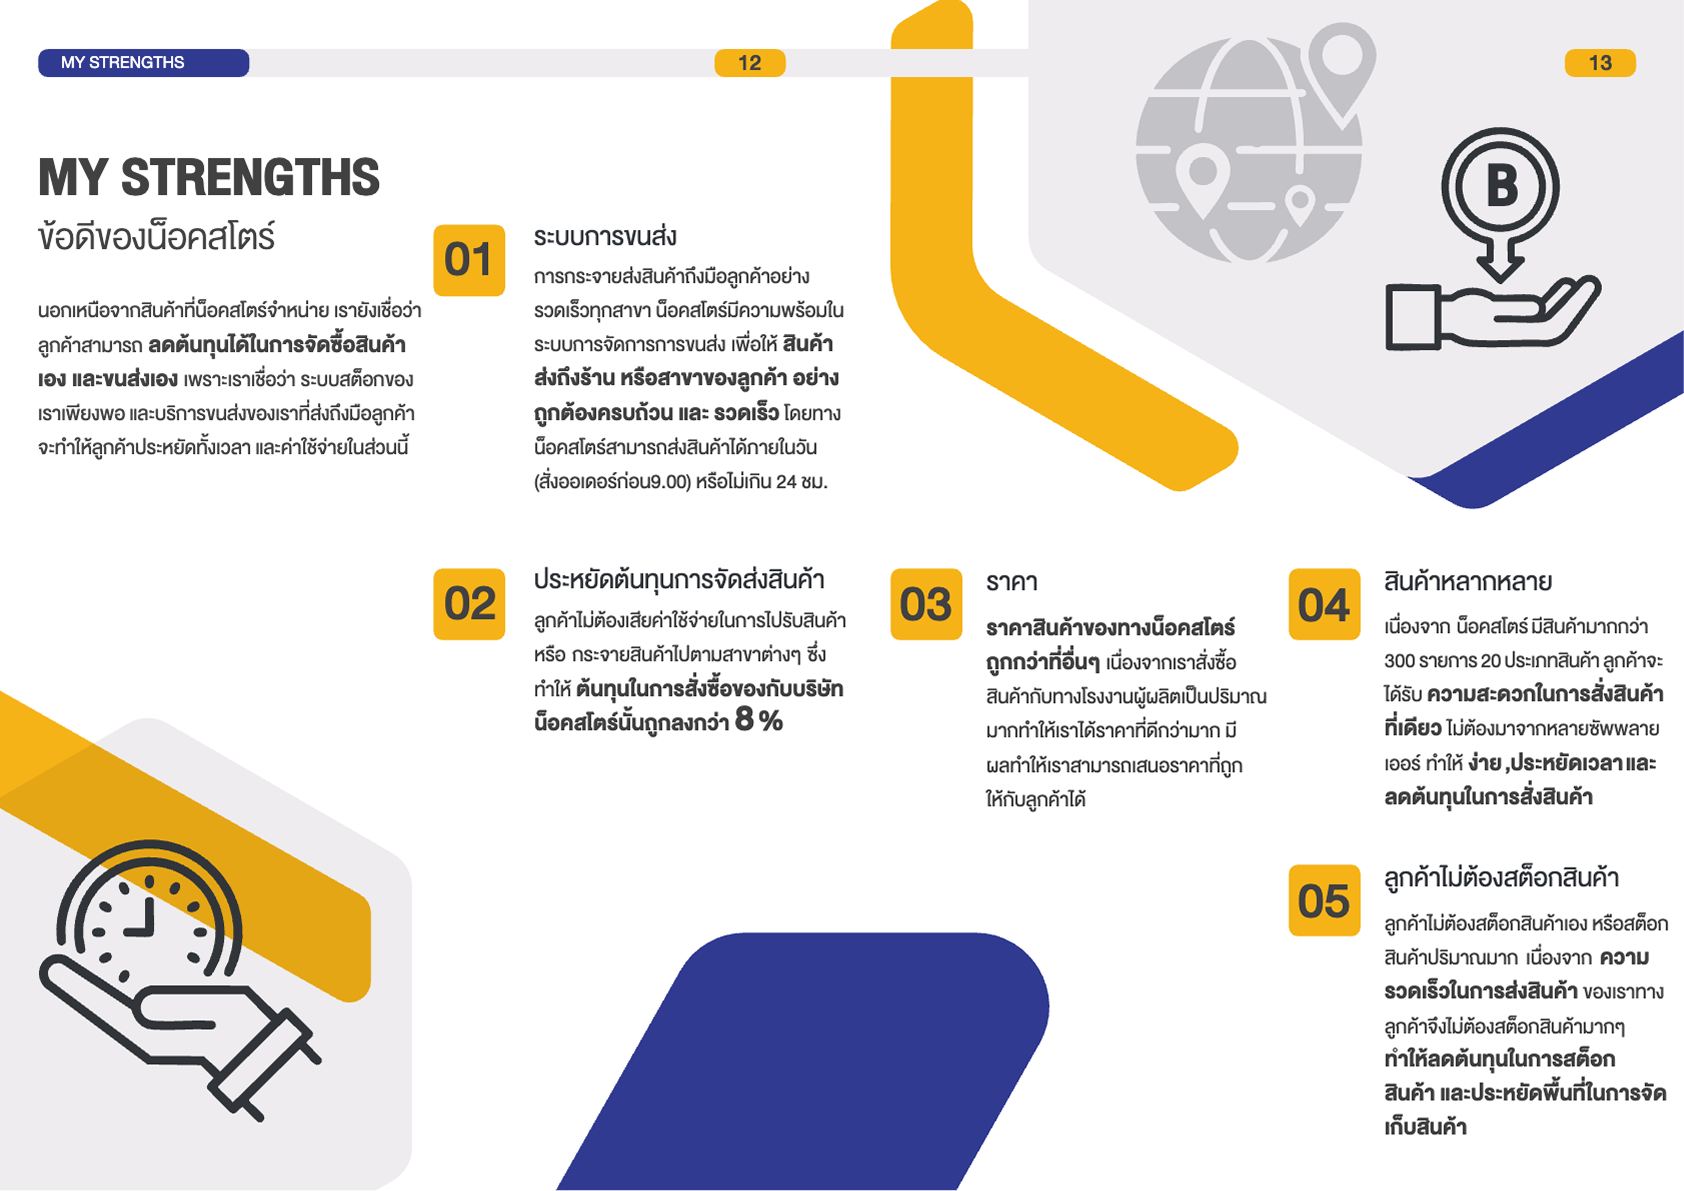 MY STRENGTHS
12
13
MY STRENGTHS
ข้อดีของน็อคสโตร์
นอกเหนือจากสินค้าที่น็อคสโตร์จำหน่าย เรายังเชื่อว่า
ลูกค้าสามารถ ลดต้นทุนได้ในการจัดซื้อสินค้า
เอง และขนส่งเอง เพราะเราเชื่อว่า ระบบสต็อกของ
เราเพียงพอ และบริการขนส่งของเราที่ส่งถึงมือลูกค้า
จะทำให้ลูกค้าประหยัดทั้งเวลา และค่าใช้จ่ายในส่วนนี้
01
ระบบการขนส่ง
การกระจายส่งสินค้าถึงมือลูกค้าอย่าง
รวดเร็วทุกสาขา น็อคสโตร์มีความพร้อมใน
ระบบการจัดการการขนส่ง เพื่อให้ สินค้า
ส่งถึงร้าน หรือสาขาของลูกค้า อย่าง
ถูกต้องครบถ้วน และ รวดเร็ว โดยทาง
น็อคสโตร์สามารถส่งสินค้าได้ภายในวัน
(สั่งออเดอร์ก่อน9.00) หรือไม่เกิน 24 ชม.
B
02
ประหยัดต้นทุนการจัดส่งสินค้า
ลูกค้าไม่ต้องเสียค่าใช้จ่ายในการไปรับสินค้า
หรือ กระจายสินค้าไปตามสาขาต่างๆ ซึ่ง
ทำให้ ต้นทุนในการสั่งซื้อของกับบริษัท
น็อคสโตร์นั้นถูกลงกว่า 8 %
03
ราคา
ราคาสินค้าของทางน็อคสโตร์
ถูกกว่าที่อื่นๆ เนื่องจากเราสั่งซื้อ
สินค้ากับทางโรงงานผู้ผลิตเป็นปริมาณ
มากทำให้เราได้ราคาที่ดีกว่ามาก มี
ผลทำให้เราสามารถเสนอราคาที่ถูก
ให้กับลูกค้าได้
04
สินค้าหลากหลาย
เนื่องจาก น็อคสโตร์ มีสินค้ามากกว่า
300 รายการ 20 ประเภทสินค้า ลูกค้าจะ
ได้รับ ความสะดวกในการสั่งสินค้า
ที่เดียว ไม่ต้องมาจากหลายซัพพลาย
เออร์ ทำให้ ง่าย ,ประหยัดเวลา และ
ลดต้นทุนในการสั่งสินค้า
05
ลูกค้าไม่ต้องสต็อกสินค้า
ลูกค้าไม่ต้องสต็อกสินค้าเอง หรือสต็อก
สินค้าปริมาณมาก เนื่องจาก ความ
รวดเร็วในการส่งสินค้า ของเราทาง
ลูกค้าจึงไม่ต้องสต็อกสินค้ามากๆ
ทำให้ลดต้นทุนในการสต็อก
สินค้า และประหยัดพื้นที่ในการจัด
เก็บสินค้า